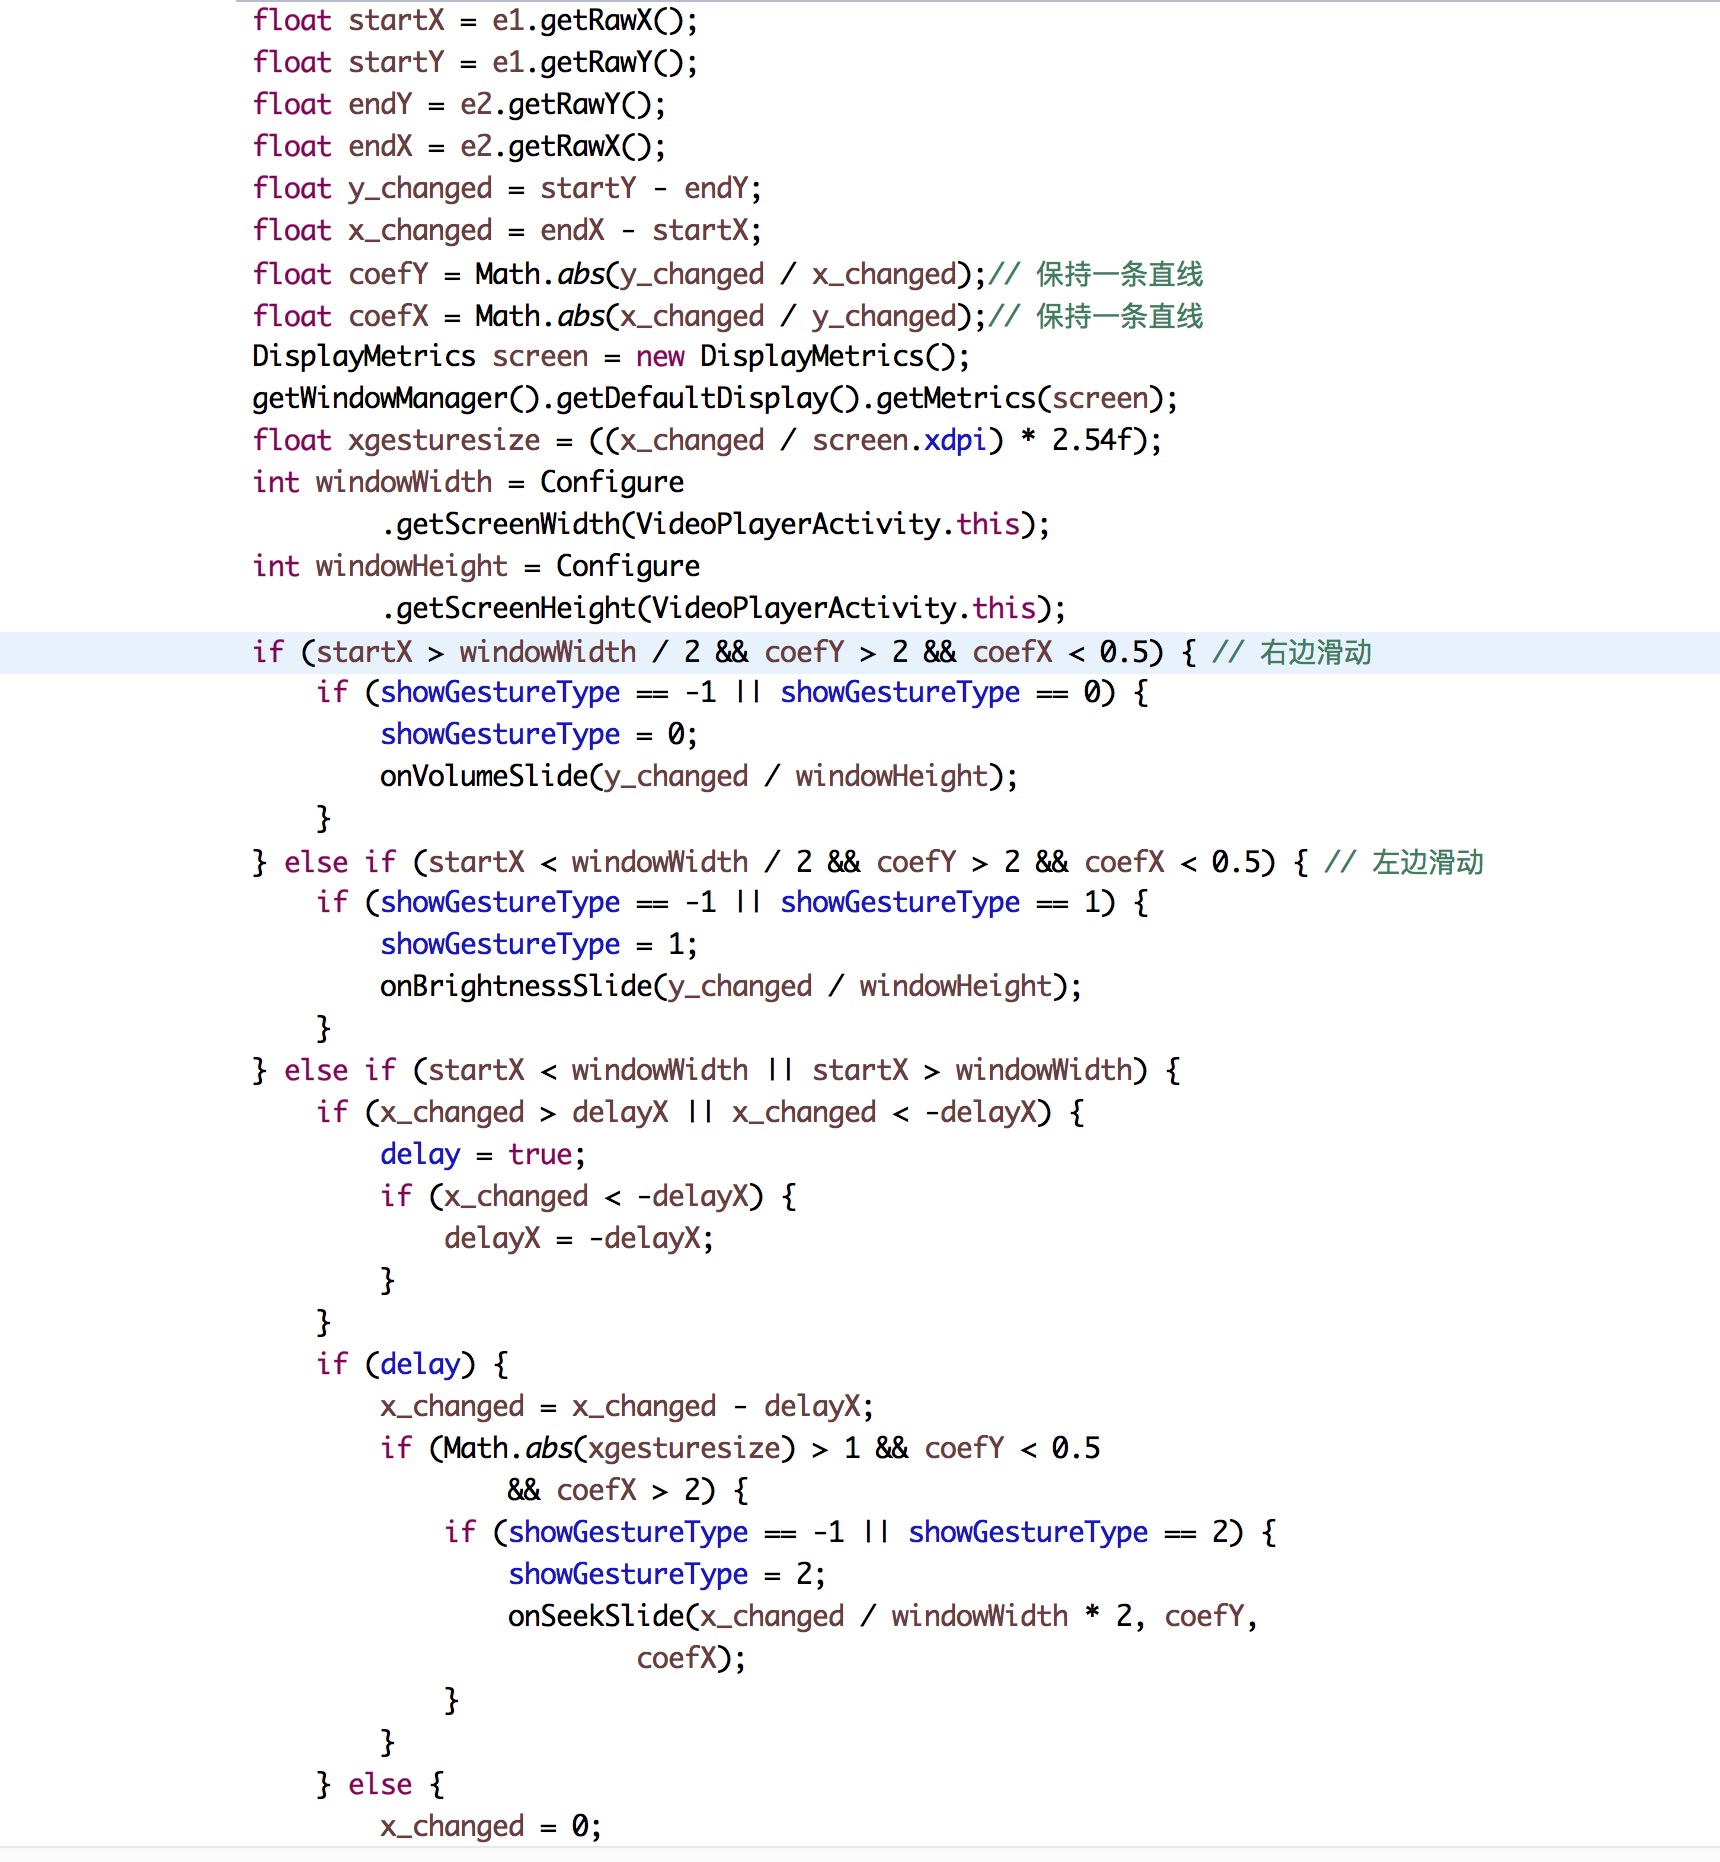 float startX = e1.getRawX();
float startY = e1.getRawY();
float endY = e2.getRawY();
float endX = e2.getRawX();
float y_changed = startY - endY;
float x_changed = endX - startX;
float coefY = Math.abs(y_changed / x_changed);// 保持一条直线
float coefX = Math.abs(x_changed / y_changed);// 保持一条直线
DisplayMetrics screen = new DisplayMetrics();
getWindowManager().getDefaultDisplay().getMetrics(screen);
float xgesturesize = ((x_changed / screen.xdpi) * 2.54f);
int windowWidth = Configure
        .getScreenWidth(VideoPlayerActivity.this);
int windowHeight = Configure
        .getScreenHeight(VideoPlayerActivity.this);
if (startX > windowWidth / 2 && coefY > 2 && coefX < 0.5) { // 右边滑动
    if (showGestureType == -1 || showGestureType == 0) {
        showGestureType = 0;
        onVolumeSlide(y_changed / windowHeight);
    }
} else if (startX < windowWidth / 2 && coefY > 2 && coefX < 0.5) { // 左边滑动
    if (showGestureType == -1 || showGestureType == 1) {
        showGestureType = 1;
        onBrightnessSlide(y_changed / windowHeight);
    }
} else if (startX < windowWidth || startX > windowWidth) {
    if (x_changed > delayX || x_changed < -delayX) {
        delay = true;
        if (x_changed < -delayX) {
            delayX = -delayX;
        }
    }
    if (delay) {
        x_changed = x_changed - delayX;
        if (Math.abs(xgesturesize) > 1 && coefY < 0.5
                && coefX > 2) {
            if (showGestureType == -1 || showGestureType == 2) {
                showGestureType = 2;
                onSeekSlide(x_changed / windowWidth * 2, coefY,
                        coefX);
            }
        }
    } else {
        x_changed = 0;